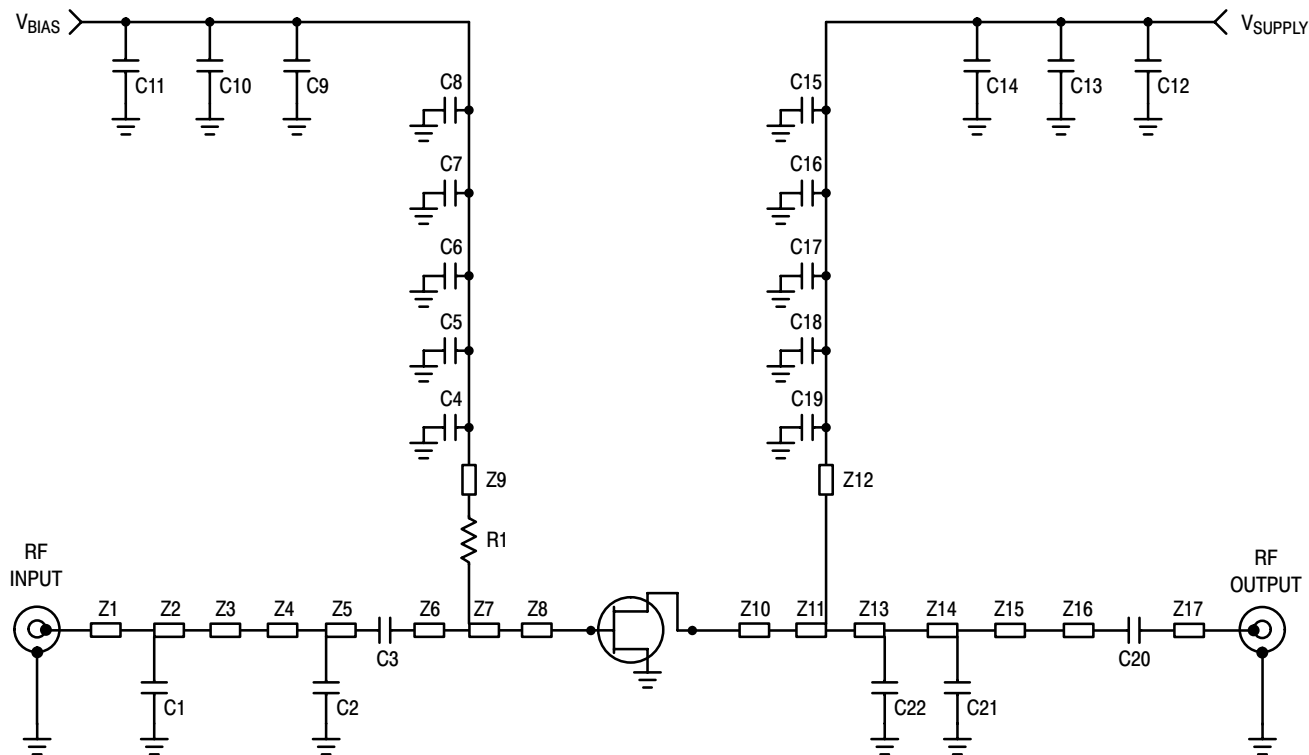 VBIAS
VSUPPLY
C11
C10
C9
C8
C15
C14
C13
C12
C7
C16
C6
C17
C5
C18
C4
C19
Z9
Z12
R1
RF
INPUT
RF
OUTPUT
Z1
Z2
Z3
Z4
Z5
Z6
Z7
Z8
Z10
Z11
Z13
Z14
Z15
Z16
Z17
C3
C20
C1
C2
C22
C21